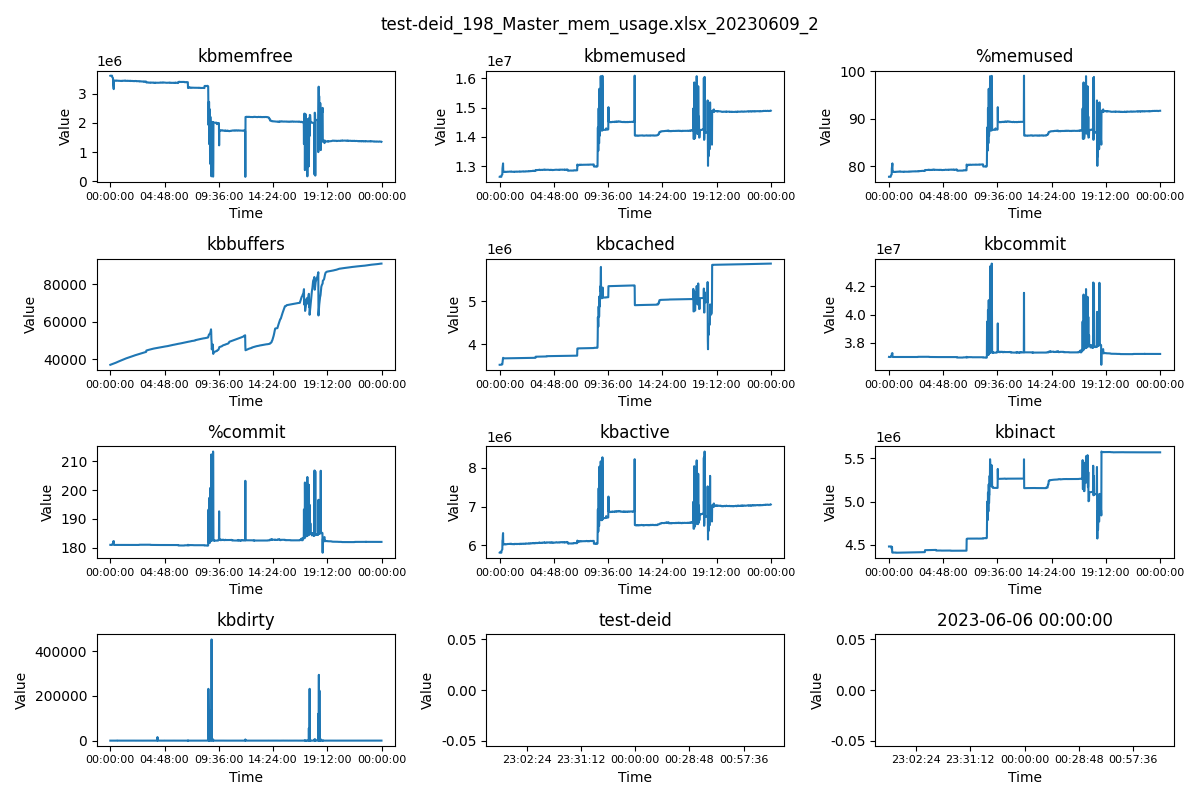 test-deid_198_Master_mem_usage.xlsx_20230609_2
kbmemfree
1e6
Value
3
2
1
0
00:00:00 04:48:00 09:36:00 14:24:00 19:12:00 00:00:00
Time
kbmemused
1e7
Value
1.6
1.5
1.4
1.3
00:00:00 04:48:00 09:36:00 14:24:00 19:12:00 00:00:00
Time
%memused
Value
100
90
80
00:00:00 04:48:00 09:36:00 14:24:00 19:12:00 00:00:00
Time
kbbuffers
Value
80000
60000
40000
00:00:00 04:48:00 09:36:00 14:24:00 19:12:00 00:00:00
Time
kbcached
1e6
Value
5
4
00:00:00 04:48:00 09:36:00 14:24:00 19:12:00 00:00:00
Time
kbcommit
1e7
Value
4.2
4.0
3.8
00:00:00 04:48:00 09:36:00 14:24:00 19:12:00 00:00:00
Time
%commit
Value
210
200
190
180
00:00:00 04:48:00 09:36:00 14:24:00 19:12:00 00:00:00
Time
kbactive
1e6
Value
8
7
6
00:00:00 04:48:00 09:36:00 14:24:00 19:12:00 00:00:00
Time
kbinact
1e6
Value
5.5
5.0
4.5
00:00:00 04:48:00 09:36:00 14:24:00 19:12:00 00:00:00
Time
kbdirty
Value
400000
200000
0
00:00:00 04:48:00 09:36:00 14:24:00 19:12:00 00:00:00
Time
test-deid
Value
0.05
0.00
-0.05
23:02:24 23:31:12 00:00:00 00:28:48 00:57:36
Time
2023-06-06 00:00:00
Value
0.05
0.00
-0.05
23:02:24 23:31:12 00:00:00 00:28:48 00:57:36
Time